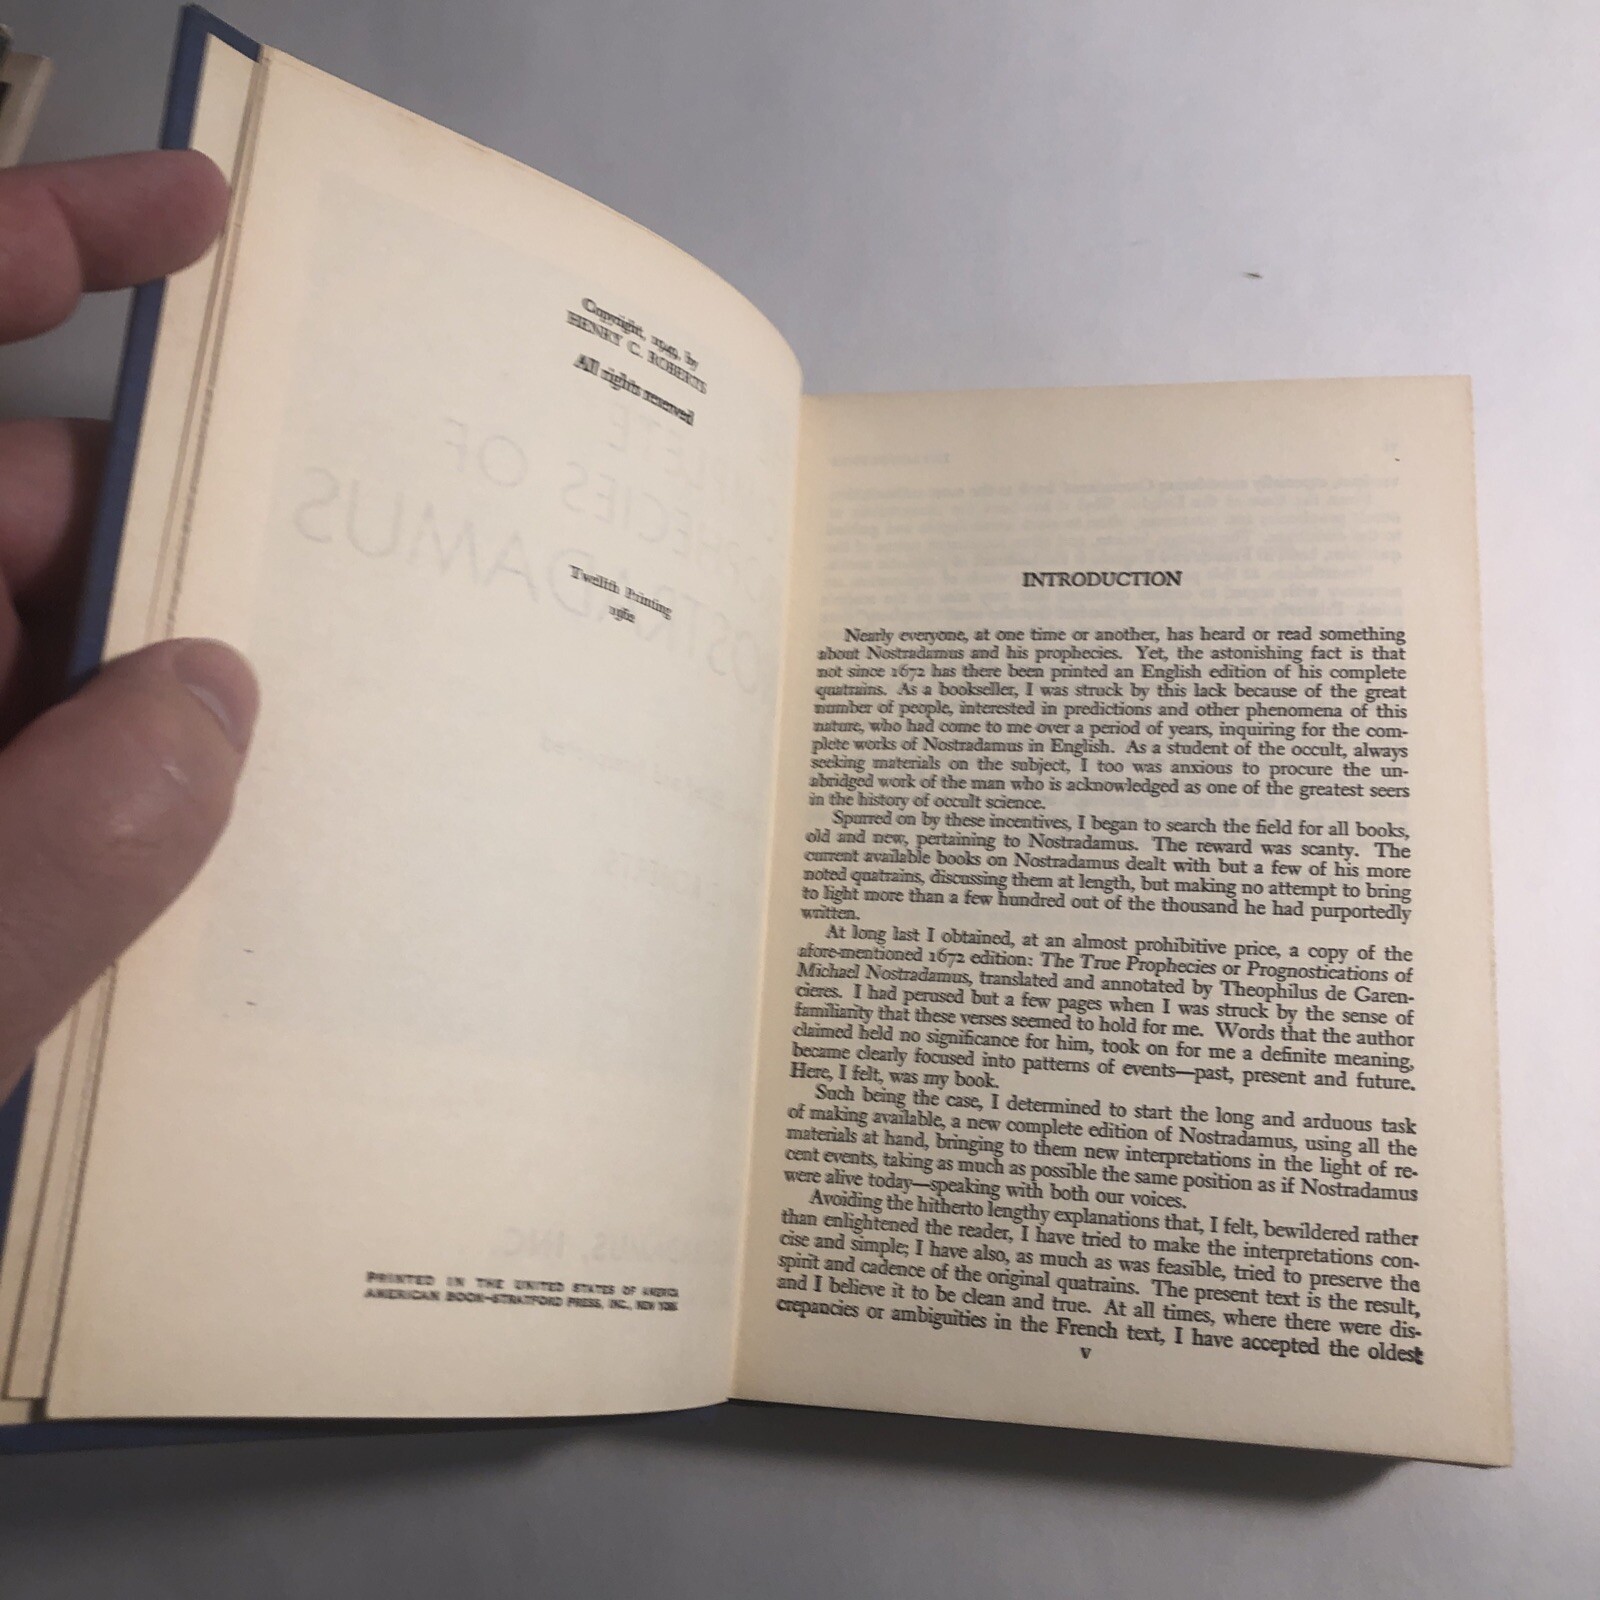 Copyright, 1949, by
HENRY C. ROBERTS
All rights reserved
Twelfth Printing
PRINTED IN THE UNITED STATES OF AMERICA
AMERICAN BOOK–STRATFORD PRESS, INC., NEW YORK
INTRODUCTION
Nearly everyone, at one time or another, has heard or read something
about Nostradamus and his prophecies. Yet, the astonishing fact is that
not since 1672 has there been printed an English edition of his complete
quatrains. As a bookseller, I was struck by this lack because of the great
number of people, interested in predictions and other phenomena of this
nature, who had come to me over a period of years, inquiring for the com-
plete works of Nostradamus in English. As a student of the occult, always
seeking materials on the subject, I too was anxious to procure the un-
abridged work of the man who is acknowledged as one of the greatest seers
in the history of occult science.
Spurred on by these incentives, I began to search the field for all books,
old and new, pertaining to Nostradamus. The reward was scanty. The
current available books on Nostradamus dealt with but a few of his more
noted quatrains, discussing them at length, but making no attempt to bring
to light more than a few hundred out of the thousand he had purportedly
written.
At long last I obtained, at an almost prohibitive price, a copy of the
afore-mentioned 1672 edition: The True Prophecies or Prognostications of
Michael Nostradamus, translated and annotated by Theophilus de Garen-
cieres. I had perused but a few pages when I was struck by the sense of
familiarity that these verses seemed to hold for me. Words that the author
claimed held no significance for him, took on for me a definite meaning,
became clearly focused into patterns of events—past, present and future.
Here, I felt, was my book.
Such being the case, I determined to start the long and arduous task
of making available, a new complete edition of Nostradamus, using all the
materials at hand, bringing to them new interpretations in the light of re-
cent events, taking as much as possible the same position as if Nostradamus
were alive today—speaking with both our voices.
Avoiding the hitherto lengthy explanations that, I felt, bewildered rather
than enlightened the reader, I have tried to make the interpretations con-
cise and simple; I have also, as much as was feasible, tried to preserve the
spirit and cadence of the original quatrains. The present text is the result,
and I believe it to be clean and true. At all times, where there were dis-
crepancies or ambiguities in the French text, I have accepted the oldest
v